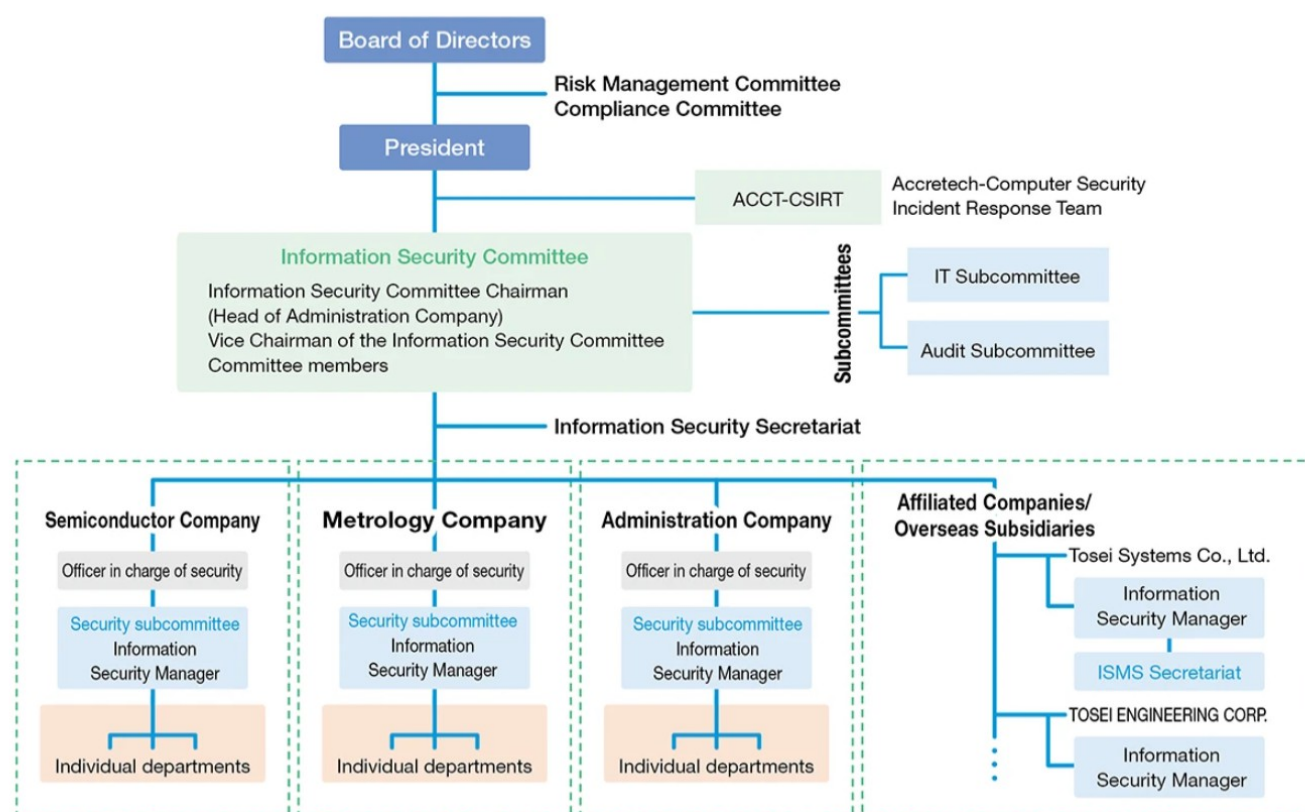 Board of Directors
Risk Management Committee
Compliance Committee
President
ACCT-CSIRT
Accretech-Computer Security
Incident Response Team
Information Security Committee
Information Security Committee Chairman
(Head of Administration Company)
Vice Chairman of the Information Security Committee
Committee members
Subcommittees
IT Subcommittee
Audit Subcommittee
Information Security Secretariat
Semiconductor Company
Officer in charge of security
Security subcommittee
Information
Security Manager
Individual departments
Metrology Company
Officer in charge of security
Security subcommittee
Information
Security Manager
Individual departments
Administration Company
Officer in charge of security
Security subcommittee
Information
Security Manager
Individual departments
Affiliated Companies/
Overseas Subsidiaries
Tosei Systems Co., Ltd.
Information
Security Manager
ISMS Secretariat
TOSEI ENGINEERING CORP.
Information
Security Manager